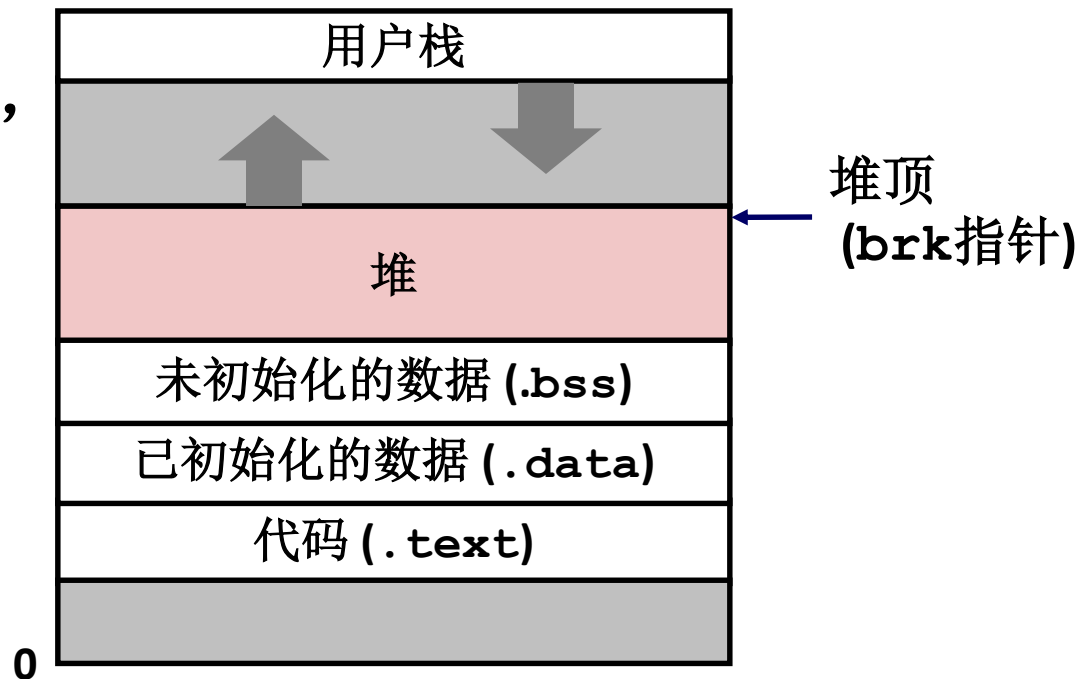 用户栈
，
堆顶
(brk指针)
堆
未初始化的数据 (.bss)
已初始化的数据 (.data)
代码 (.text)
0